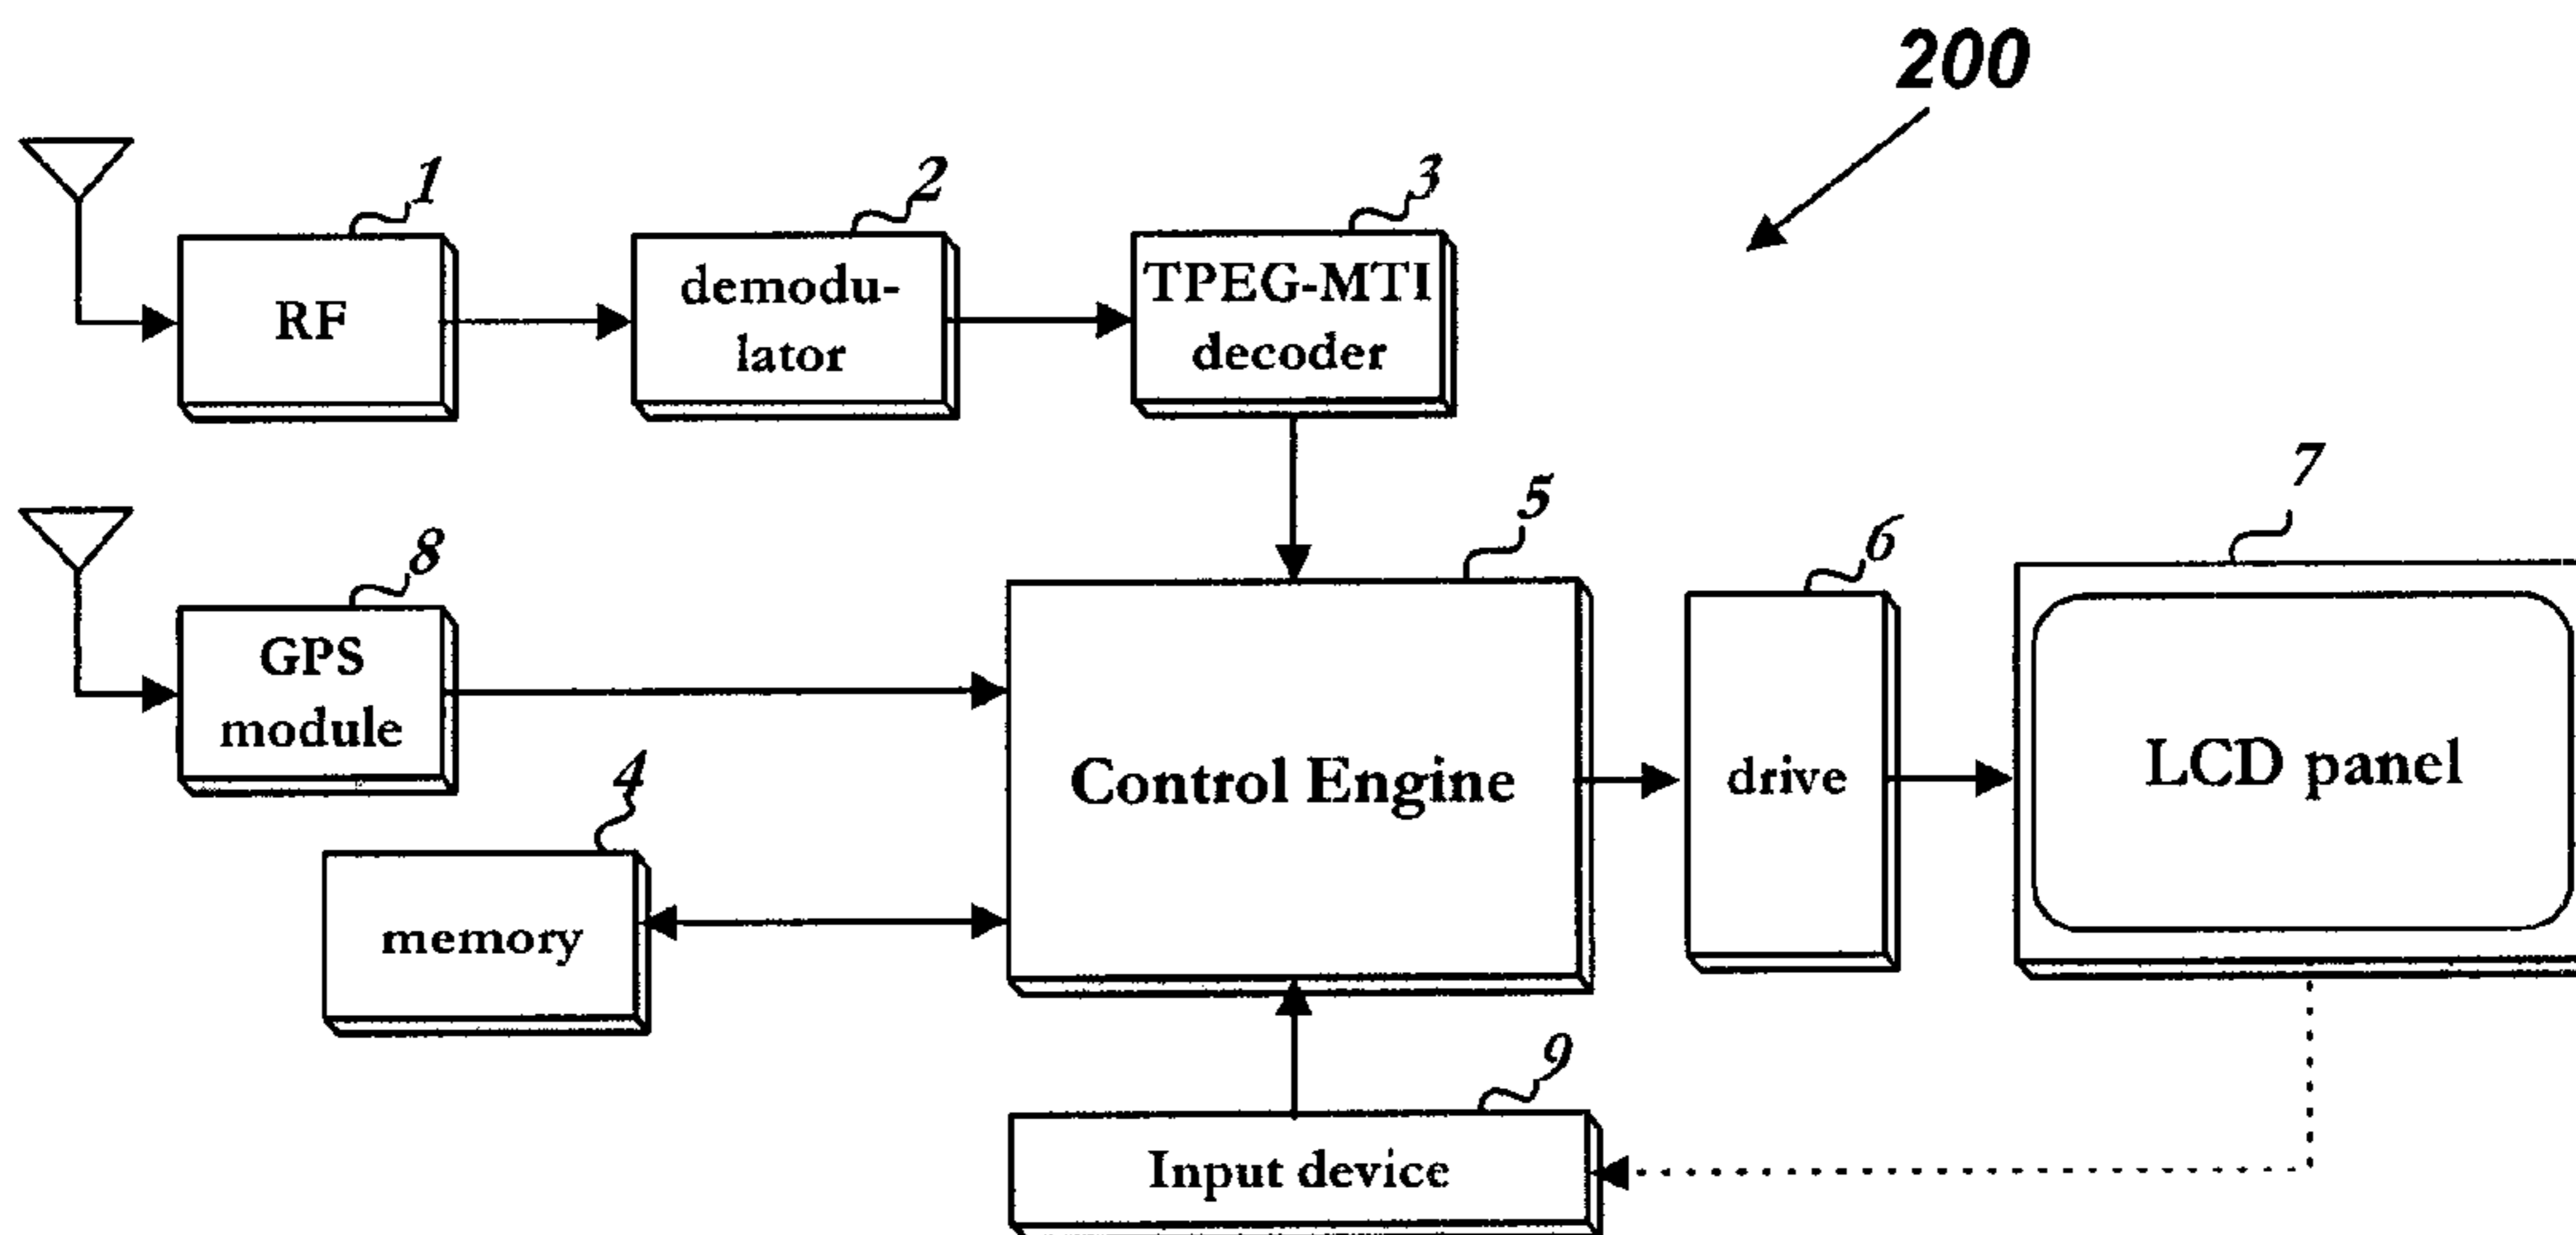 200
1
2
3
RF
demodu-
lator
TPEG-MTI
decoder
8
5
6
7
GPS
module
4
memory
Control Engine
drive
LCD panel
9
Input device